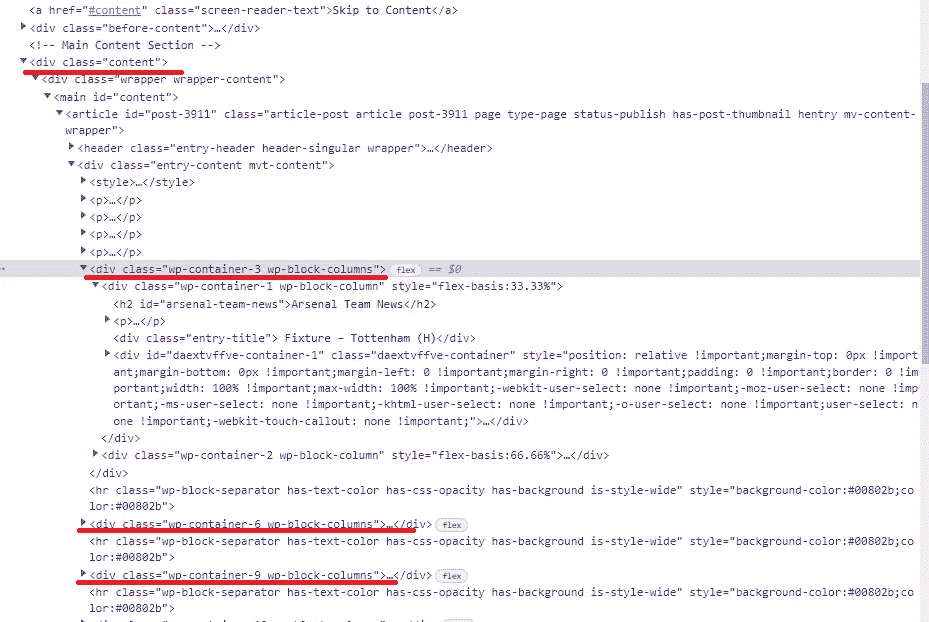 <a href="#content" class="screen-reader-text">Skip to Content</a>
<div class="before-content">…</div>
<!-- Main Content Section -->
<div class="content">
<div class="wrapper wrapper-content">
<main id="content">
<article id="post-3911" class="article-post article post-3911 page type-page status-publish has-post-thumbnail hentry mv-content-
wrapper">
<header class="entry-header header-singular wrapper">…</header>
<div class="entry-content mvt-content">
<style>…</style>
<p>…</p>
<p>…</p>
<p>…</p>
<p>…</p>
<div class="wp-container-3 wp-block-columns"> flex == $0
<div class="wp-container-1 wp-block-column" style="flex-basis:33.33%">
<h2 id="arsenal-team-news">Arsenal Team News</h2>
<p>…</p>
<div class="entry-title"> Fixture – Tottenham (H)</div>
<div id="daextvffve-container-1" class="daextvffve-container" style="position: relative !important;margin-top: 0px !import
ant;margin-bottom: 0px !important;margin-left: 0 !important;margin-right: 0 !important;padding: 0 !important;border: 0 !im
portant;width: 100% !important;max-width: 100% !important;-webkit-user-select: none !important;-moz-user-select: none !imp
ortant;-ms-user-select: none !important;-khtml-user-select: none !important;-o-user-select: none !important;user-select: n
one !important;-webkit-touch-callout: none !important;">…</div>
</div>
<div class="wp-container-2 wp-block-column" style="flex-basis:66.66%">…</div>
</div>
<hr class="wp-block-separator has-text-color has-css-opacity has-background is-style-wide" style="background-color:#00802b;co
lor:#00802b">
<div class="wp-container-6 wp-block-columns">…</div> flex
<hr class="wp-block-separator has-text-color has-css-opacity has-background is-style-wide" style="background-color:#00802b;co
lor:#00802b">
<div class="wp-container-9 wp-block-columns">…</div> flex
<hr class="wp-block-separator has-text-color has-css-opacity has-background is-style-wide" style="background-color:#00802b;co
lor:#00802b">